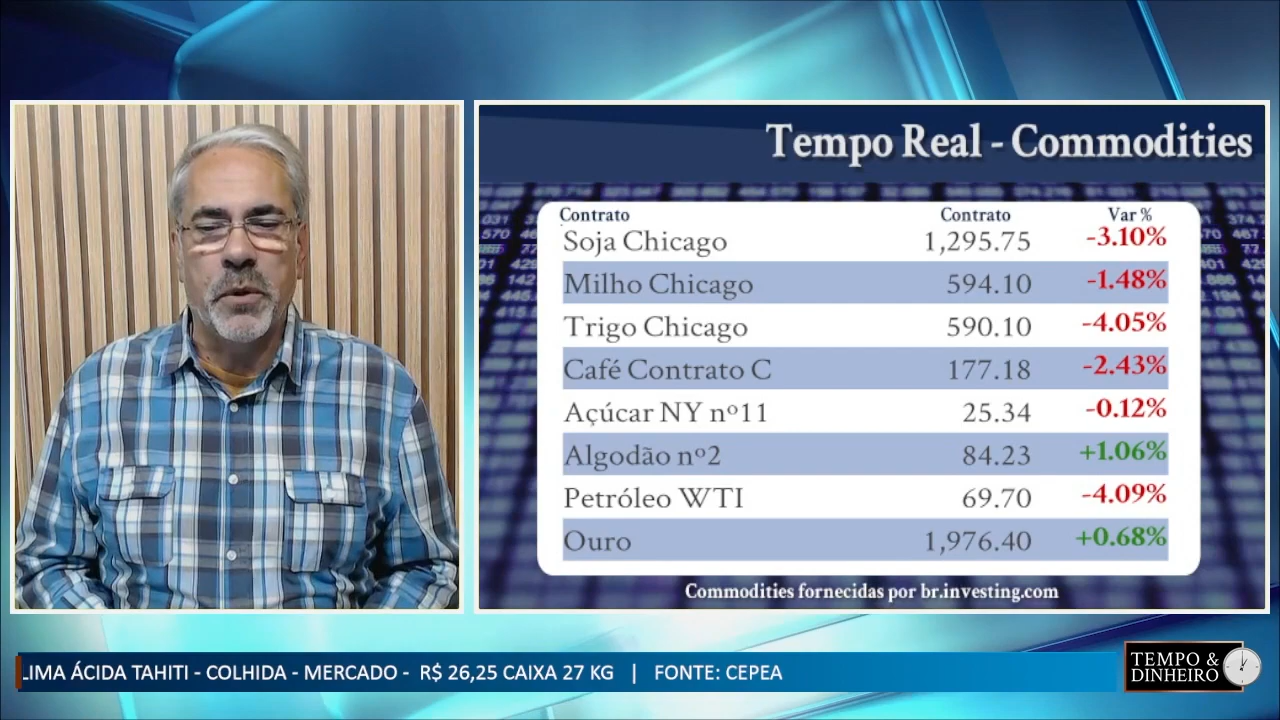 Tempo Real - Commodities
Contrato Contrato Var %
Soja Chicago 1,295.75 -3.10%
Milho Chicago 594.10 -1.48%
Trigo Chicago 590.10 -4.05%
Café Contrato C 177.18 -2.43%
Açúcar NY nº11 25.34 -0.12%
Algodão nº2 84.23 +1.06%
Petróleo WTI 69.70 -4.09%
Ouro 1,976.40 +0.68%
Commodities fornecidas por br.investing.com
LIMA ÁCIDA TAHITI - COLHIDA - MERCADO - R$ 26,25 CAIXA 27 KG | FONTE: CEPEA
TEMPO &
DINHEIRO